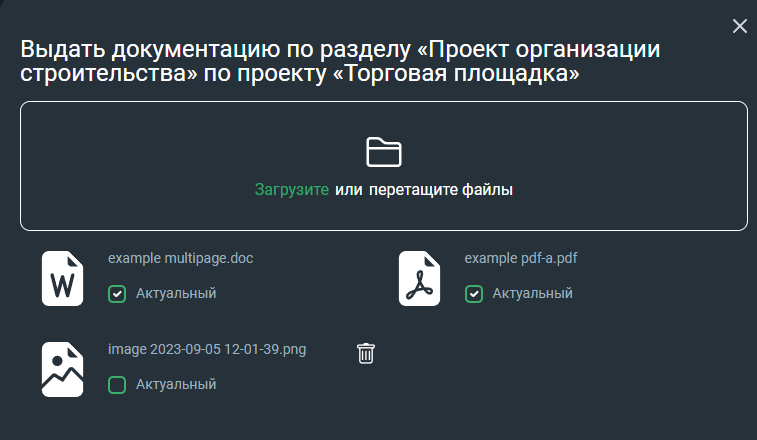 Выдать документацию по разделу «Проект организации
строительства» по проекту «Торговая площадка»
Загрузите или перетащите файлы
example multipage.doc
Актуальный
example pdf-a.pdf
Актуальный
image 2023-09-05 12-01-39.png
Актуальный